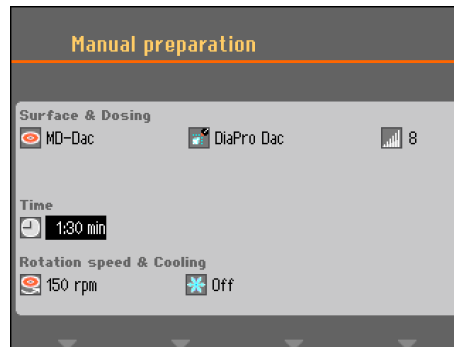 Manual preparation
Surface & Dosing
MD-Dac DiaPro Dac 8
Time
1:30 min
Rotation speed & Cooling
150 rpm Off